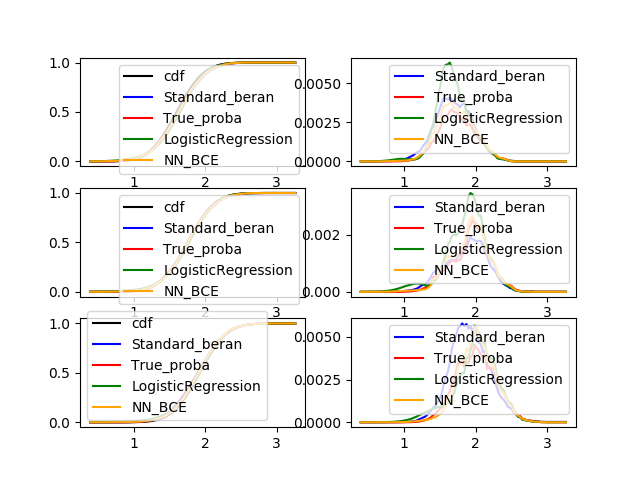 1.0
0.5
0.0
cdf
Standard_beran
True_proba
LogisticRegression
NN_BCE
1
2
3
0.0050
0.0025
0.0000
Standard_beran
True_proba
LogisticRegression
NN_BCE
1
2
3
1.0
0.5
0.0
cdf
Standard_beran
True_proba
LogisticRegression
NN_BCE
1
2
3
0.002
0.000
Standard_beran
True_proba
LogisticRegression
NN_BCE
1
2
3
1.0
0.5
0.0
cdf
Standard_beran
True_proba
LogisticRegression
NN_BCE
1
2
3
0.0050
0.0025
0.0000
Standard_beran
True_proba
LogisticRegression
NN_BCE
1
2
3